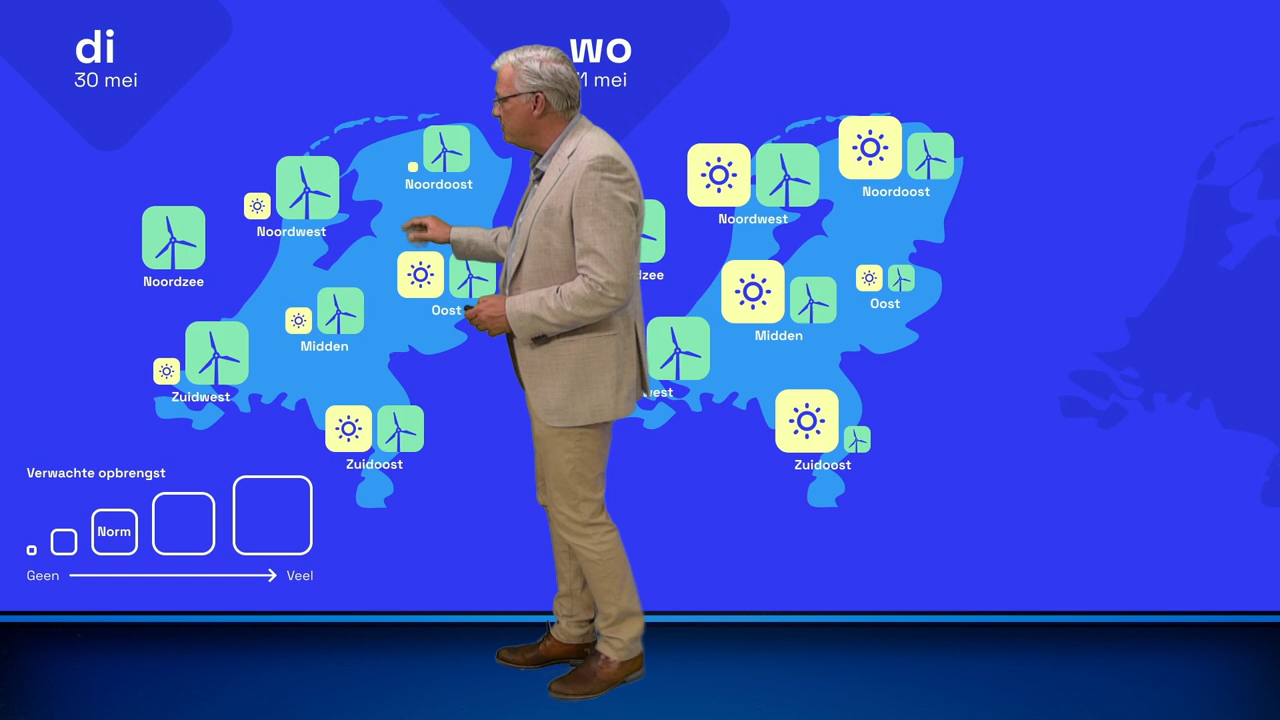 di
30 mei
wo
mei
Noordoost
Noordwest
Noordzee
Oost
Midden
Zuidwest
Zuidoost
Noordoost
Noordwest
Oost
Midden
Zuidoost
Verwachte opbrengst
Norm
Geen
Veel